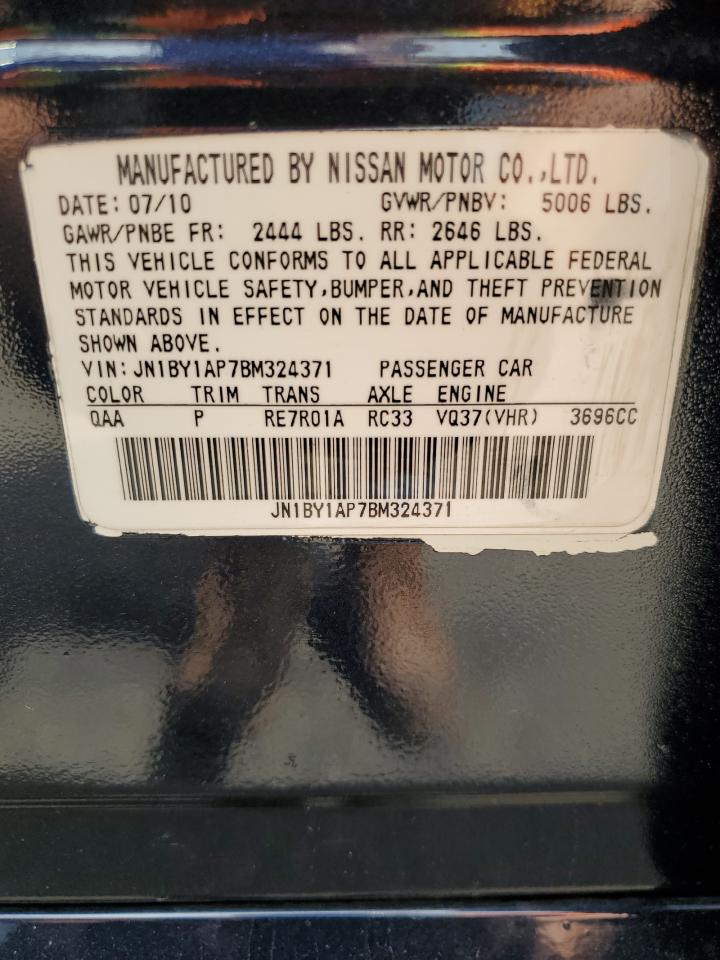 MANUFACTURED BY NISSAN MOTOR CO.,LTD.
DATE: 07/10 GVWR/PNBV: 5006 LBS.
GAWR/PNBE FR: 2444 LBS. RR: 2646 LBS.
THIS VEHICLE CONFORMS TO ALL APPLICABLE FEDERAL
MOTOR VEHICLE SAFETY,BUMPER,AND THEFT PREVENTION
STANDARDS IN EFFECT ON THE DATE OF MANUFACTURE
SHOWN ABOVE.
VIN:JN1BY1AP7BM324371 PASSENGER CAR
COLOR TRIM TRANS AXLE ENGINE
QAA P RE7R01A RC33 VQ37(VHR) 3696CC
JN1BY1AP7BM324371